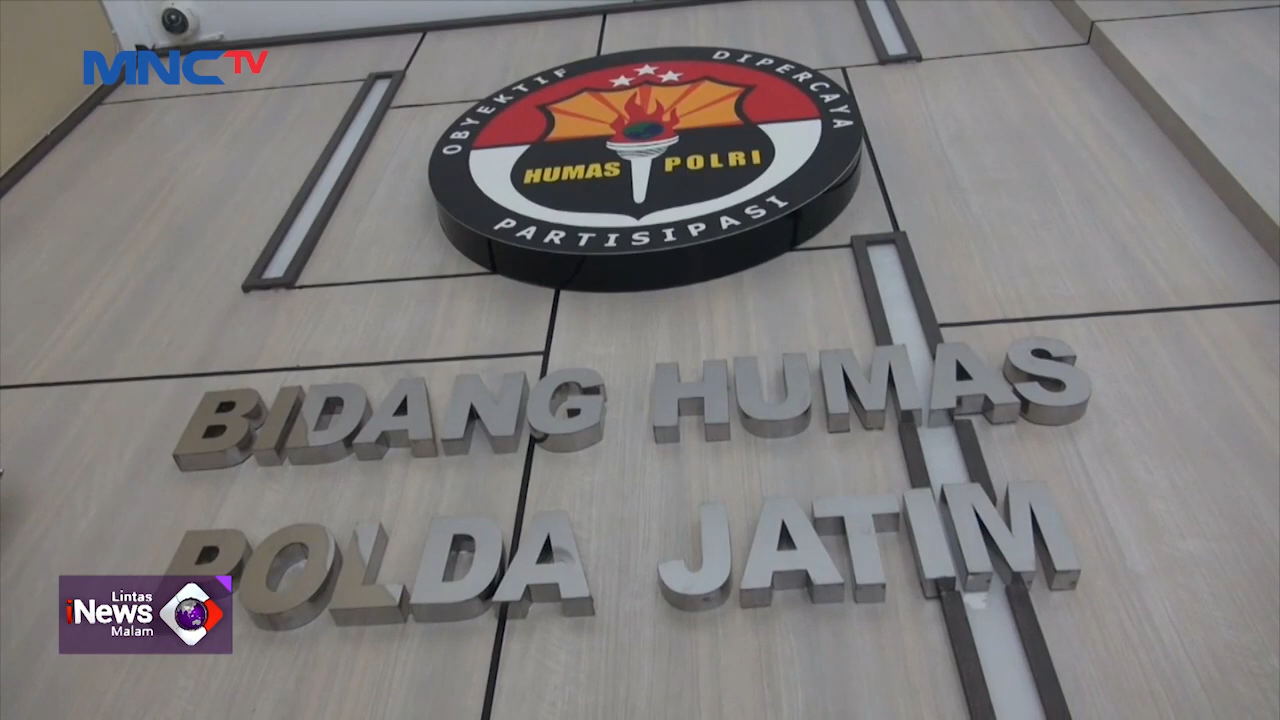 MNCTV
OBYEKTIF DIPERCAYA
HUMAS POLRI
PARTISIPASI
BIDANG HUMAS
POLDA JATIM
Lintas
iNews
Malam